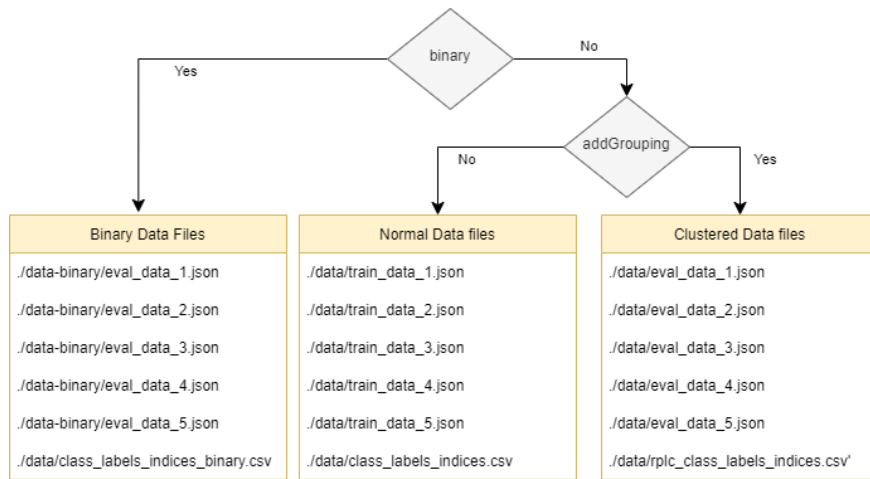 binary
No
Yes
addGrouping
No
Yes
Binary Data Files
./data-binary/eval_data_1.json
./data-binary/eval_data_2.json
./data-binary/eval_data_3.json
./data-binary/eval_data_4.json
./data-binary/eval_data_5.json
./data/class_labels_indices_binary.csv
Normal Data files
./data/train_data_1.json
./data/train_data_2.json
./data/train_data_3.json
./data/train_data_4.json
./data/train_data_5.json
./data/class_labels_indices.csv
Clustered Data files
./data/eval_data_1.json
./data/eval_data_2.json
./data/eval_data_3.json
./data/eval_data_4.json
./data/eval_data_5.json
./data/rplc_class_labels_indices.csv'